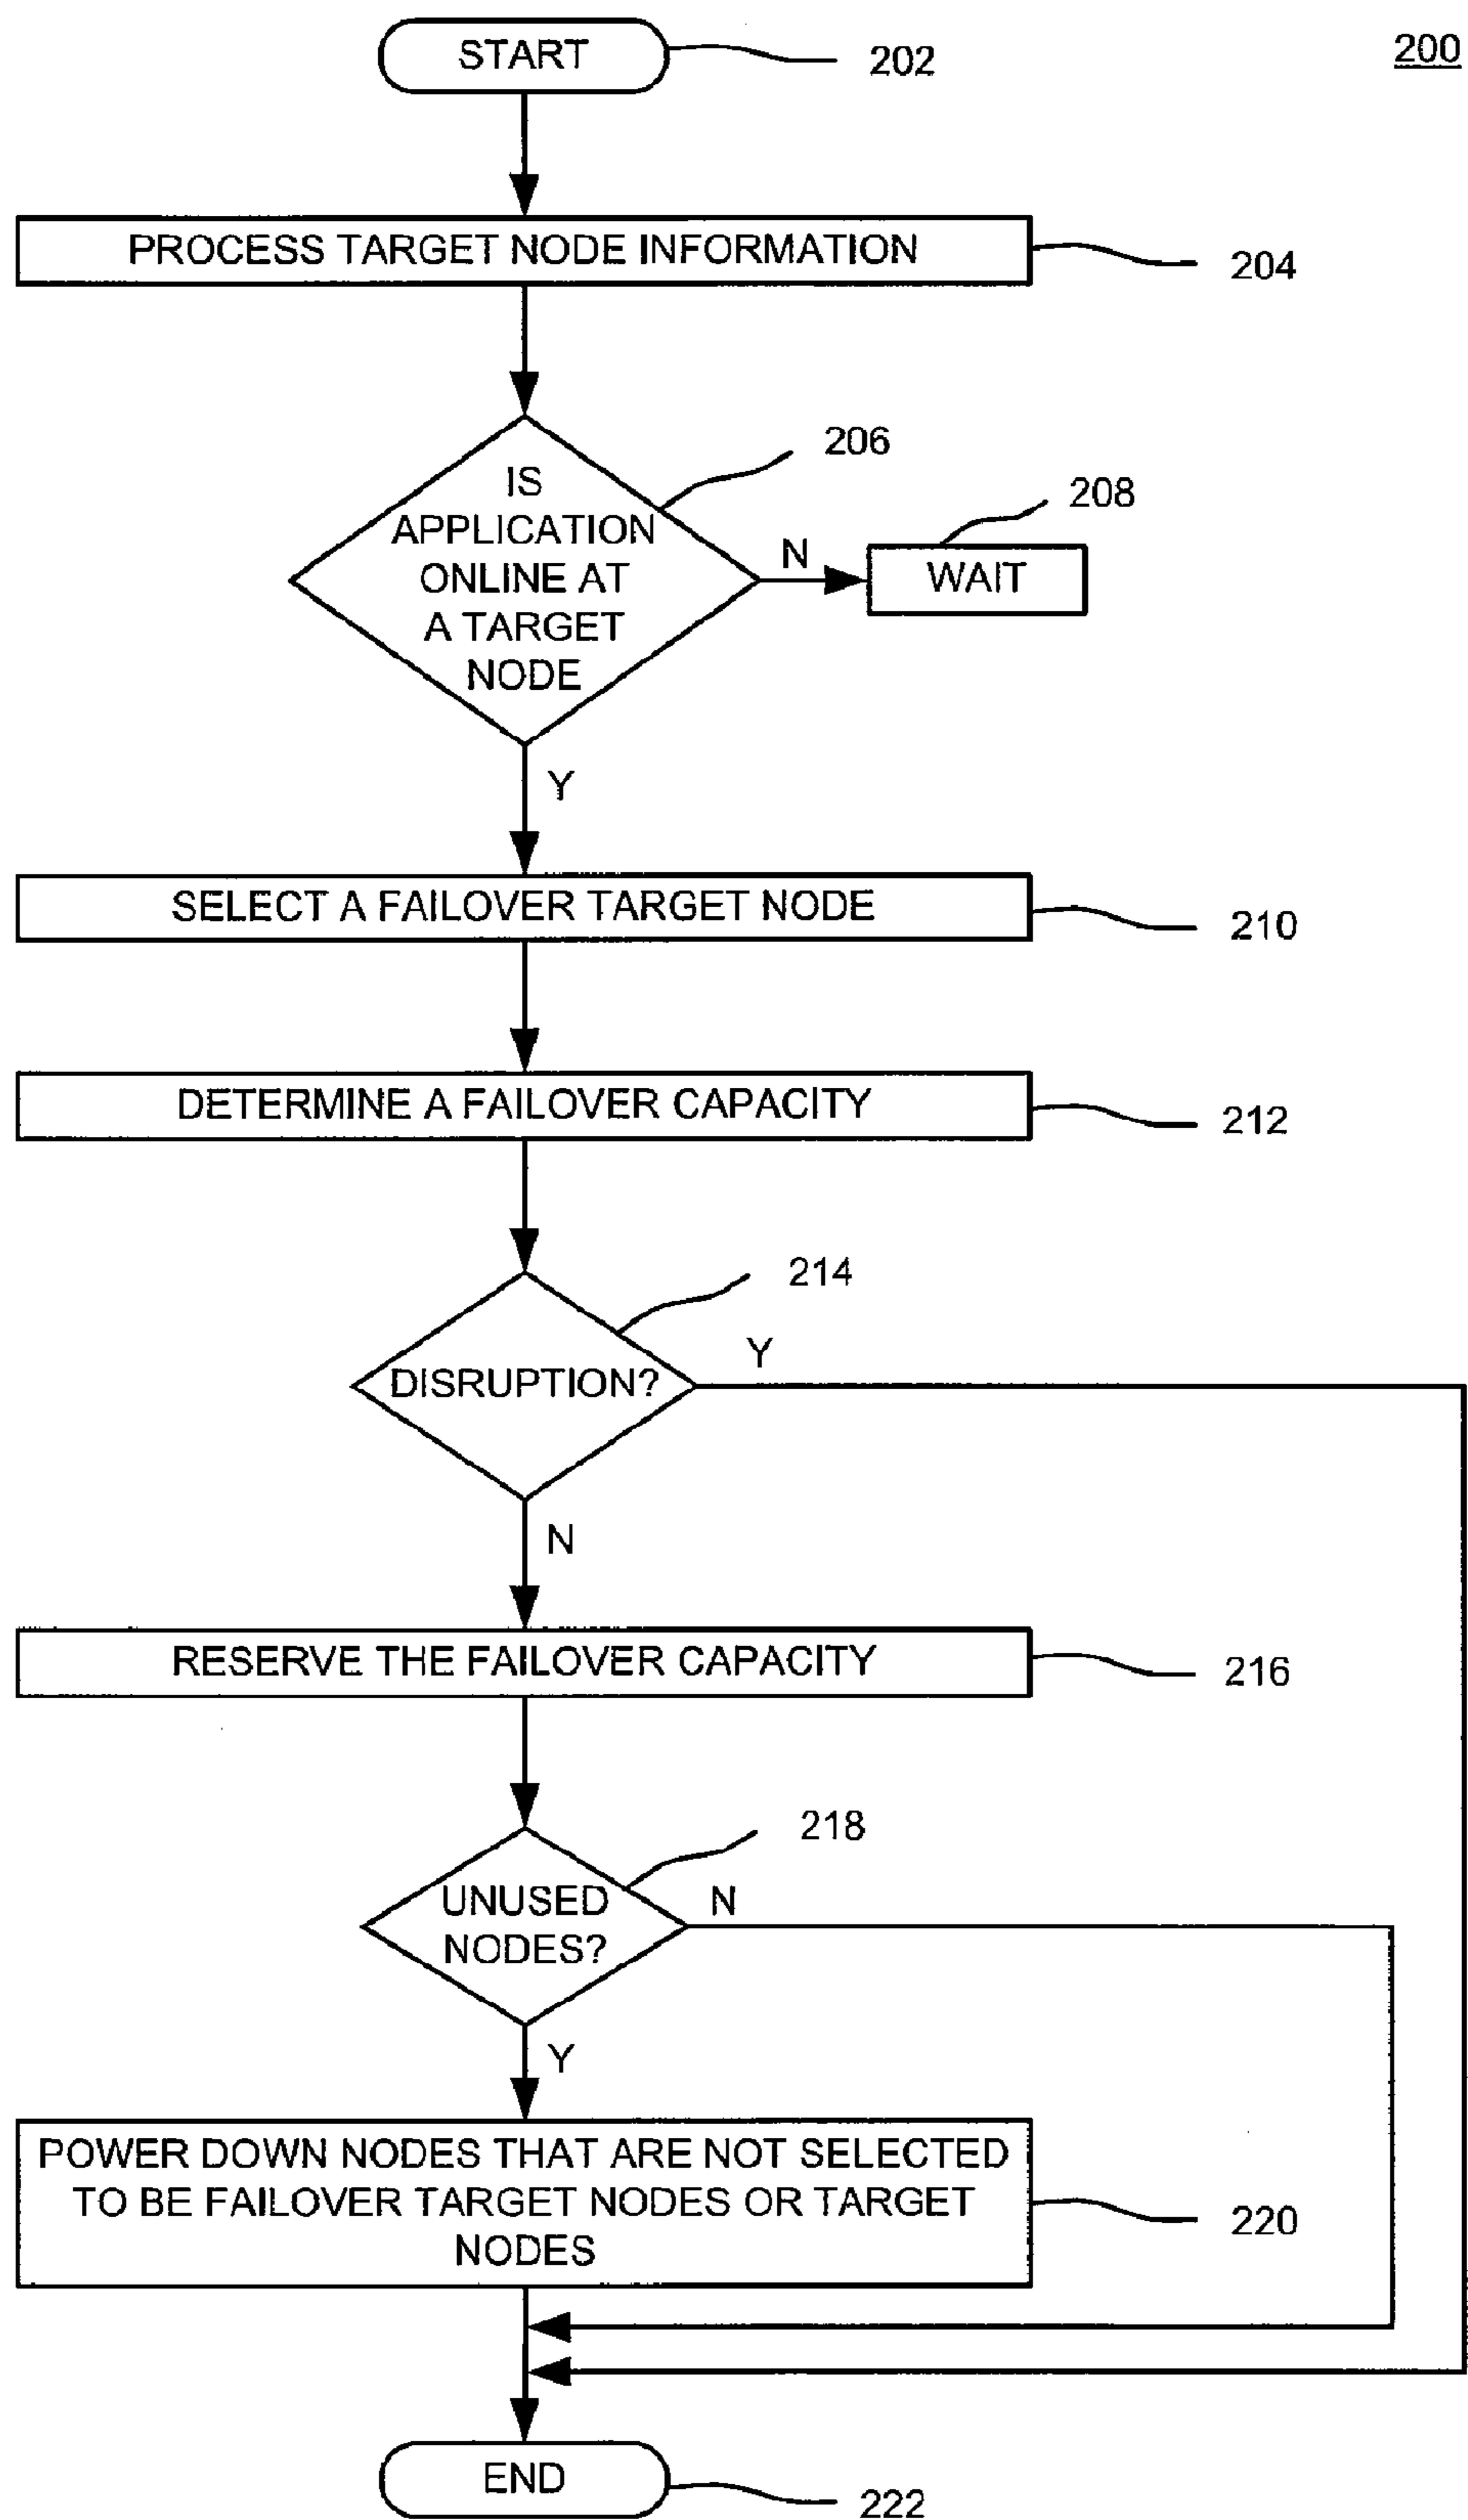 START
202
200
PROCESS TARGET NODE INFORMATION
204
IS
APPLICATION
ONLINE AT
A TARGET
NODE
206
N
208
WAIT
Y
SELECT A FAILOVER TARGET NODE
210
DETERMINE A FAILOVER CAPACITY
212
214
DISRUPTION?
Y
N
RESERVE THE FAILOVER CAPACITY
216
218
UNUSED
NODES?
N
Y
POWER DOWN NODES THAT ARE NOT SELECTED
TO BE FAILOVER TARGET NODES OR TARGET
NODES
220
END
222